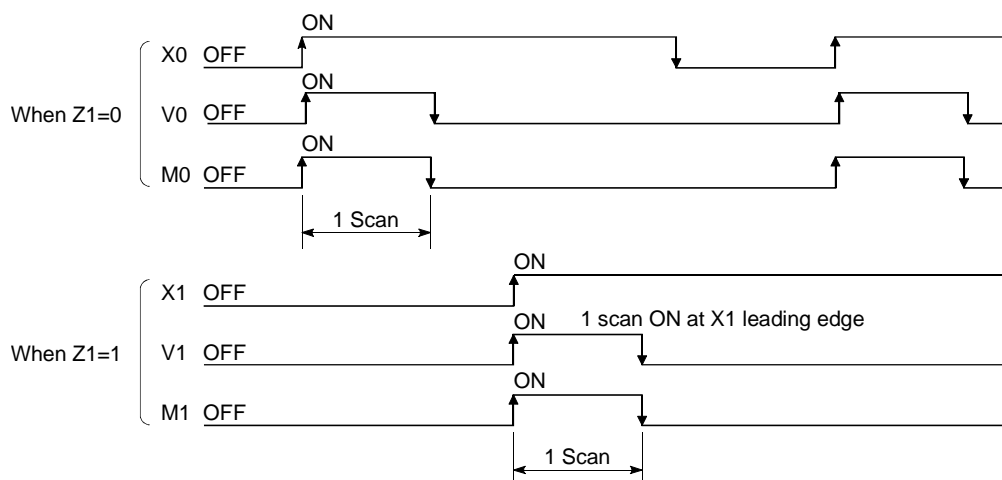 ON
X0 OFF
ON
When Z1=0
V0 OFF
ON
M0 OFF
1 Scan
ON
X1 OFF
ON
1 scan ON at X1 leading edge
When Z1=1
V1 OFF
ON
M1 OFF
1 Scan